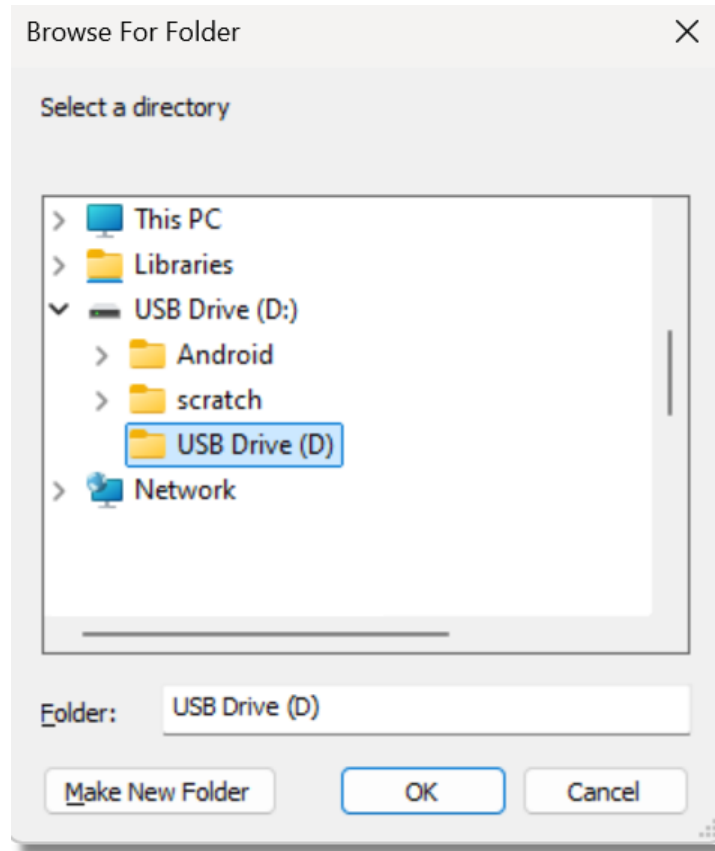 Browse For Folder
Select a directory
This PC
Libraries
USB Drive (D:)
Android
scratch
USB Drive (D)
Network
Folder: USB Drive (D)
Make New Folder OK Cancel